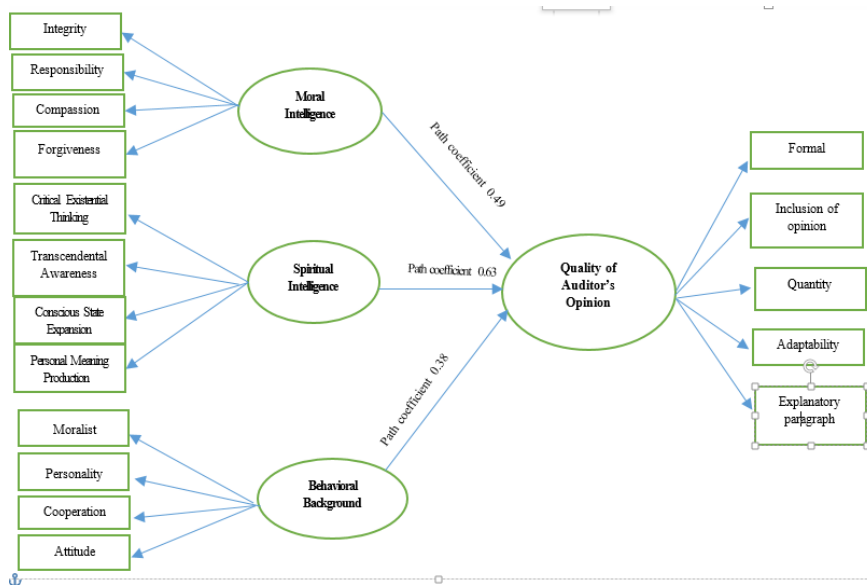 Integrity
Responsibility
Compassion
Forgiveness
Critical Existential
Thinking
Transcendental
Awareness
Conscious State
Expansion
Personal Meaning
Production
Moralist
Personality
Cooperation
Attitude
Moral
Intelligence
Spiritual
Intelligence
Behavioral
Background
Path coefficient 0.49
Path coefficient 0.63
Path coefficient 0.38
Quality of
Auditor's
Opinion
Formal
Inclusion of
opinion
Quantity
Adaptability
Explanatory
paragraph